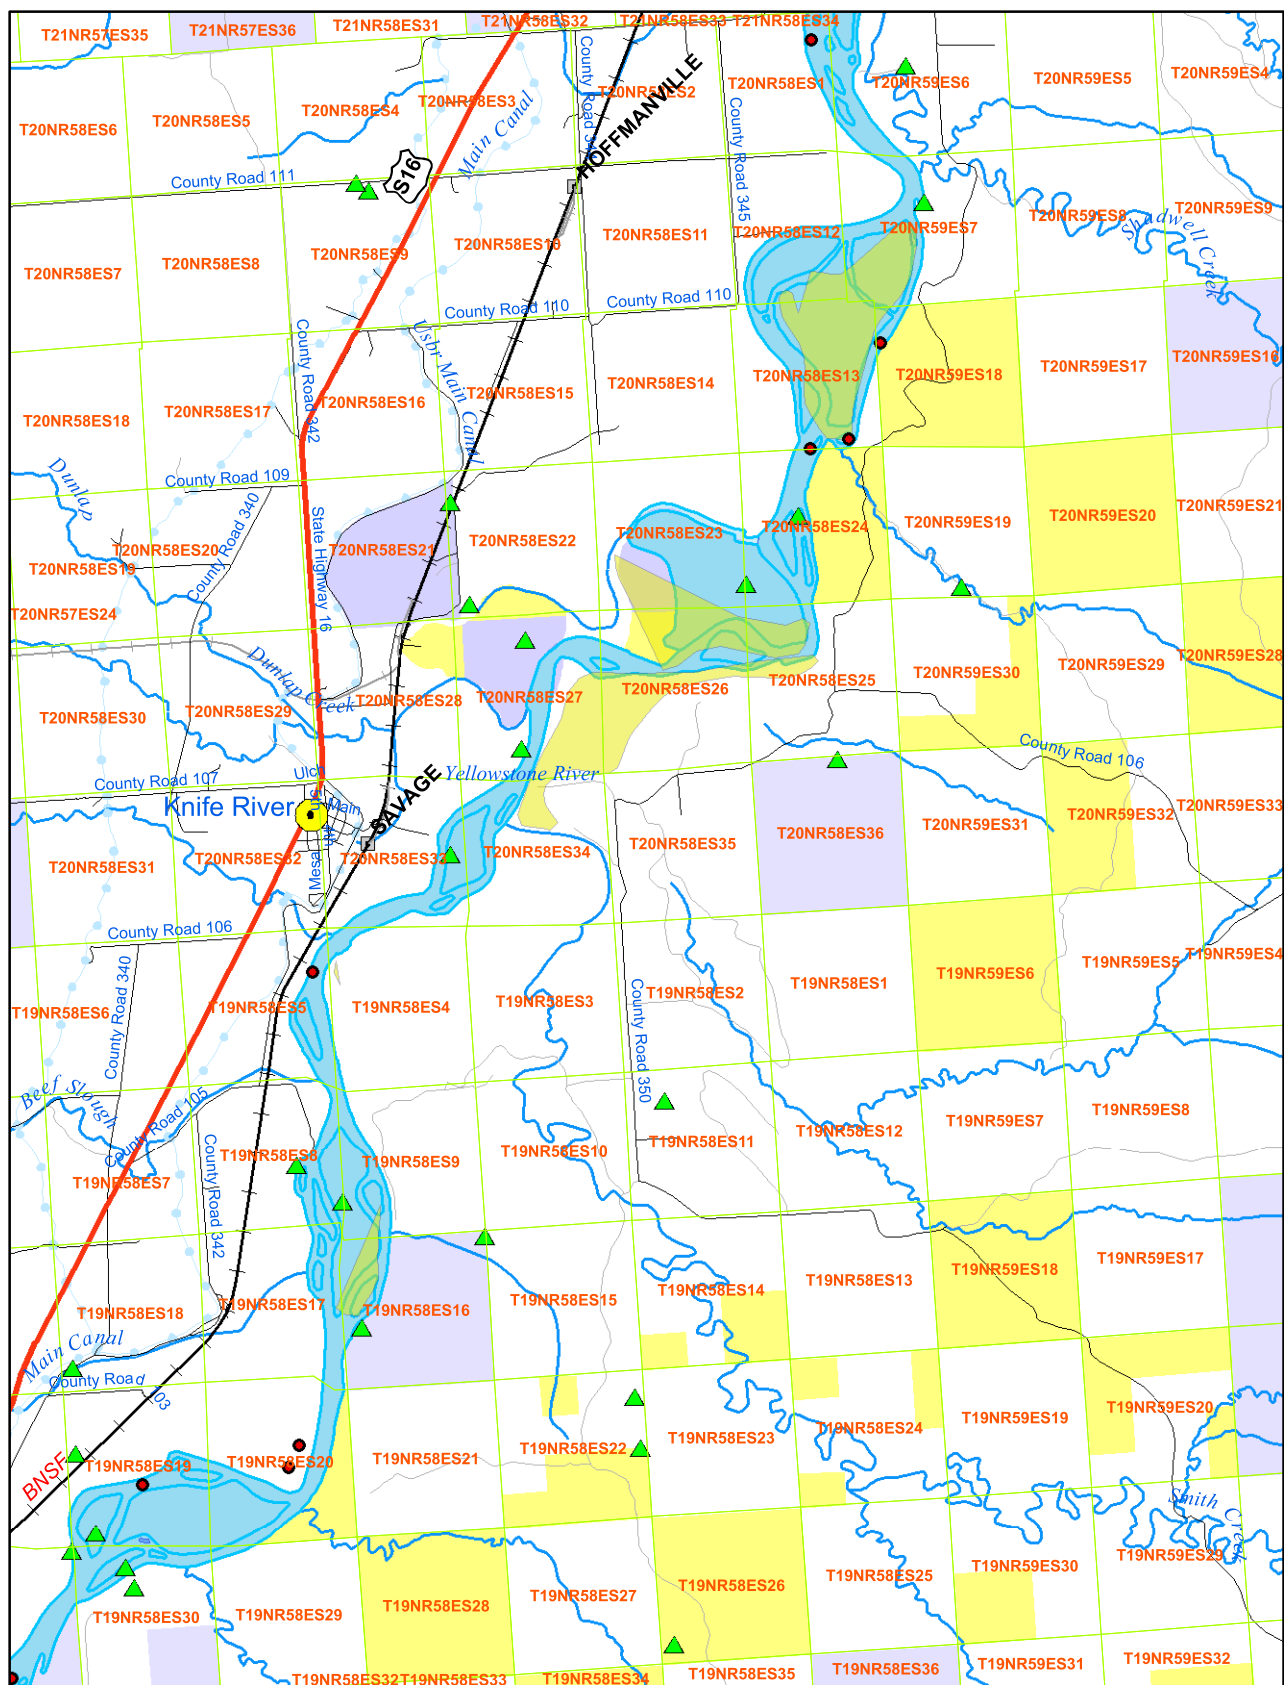 T21NR57ES35
T21NR57ES36
T21NR58ES31
T21NR58ES32
T21NR58ES33
T21NR58ES34
T20NR58ES6
T20NR58ES5
T20NR58ES4
T20NR58ES3
T20NR58ES2
T20NR58ES1
T20NR59ES6
T20NR59ES5
T20NR59ES4
Main Canal
County Road 34
HOFFMANVILLE
County Road 345
County Road 111
S16
T20NR58ES7
T20NR58ES8
T20NR58ES9
T20NR58ES10
T20NR58ES11
T20NR58ES12
T20NR59ES7
T20NR59ES8
T20NR59ES9
Shadwell Creek
County Road 110
County Road 110
Usbr Main Canal
County Road 342
T20NR58ES18
T20NR58ES17
T20NR58ES16
T20NR58ES15
T20NR58ES14
T20NR58ES13
T20NR59ES18
T20NR59ES17
T20NR59ES16
Dunlap
County Road 109
County Road 340
State Highway 16
T20NR58ES19
T20NR58ES20
T20NR58ES21
T20NR58ES22
T20NR58ES23
T20NR58ES24
T20NR59ES19
T20NR59ES20
T20NR59ES21
T20NR57ES24
Dunlap Creek
T20NR58ES30
T20NR58ES29
T20NR58ES28
T20NR58ES27
T20NR58ES26
T20NR58ES25
T20NR59ES30
T20NR59ES29
T20NR59ES28
County Road 106
County Road 107
Ulch
Yellowstone River
Knife River
Main
5th
4th
Mesa
SAVAGE
T20NR58ES31
T20NR58ES32
T20NR58ES33
T20NR58ES34
T20NR58ES35
T20NR58ES36
T20NR59ES31
T20NR59ES32
T20NR59ES33
County Road 106
County Road 340
T19NR58ES6
T19NR58ES5
T19NR58ES4
T19NR58ES3
T19NR58ES2
T19NR58ES1
T19NR59ES6
T19NR59ES5
T19NR59ES4
County Road 350
Beef Slough
County Road 105
County Road 342
T19NR58ES7
T19NR58ES8
T19NR58ES9
T19NR58ES10
T19NR58ES11
T19NR58ES12
T19NR59ES7
T19NR59ES8
T19NR58ES18
T19NR58ES17
T19NR58ES16
T19NR58ES15
T19NR58ES14
T19NR58ES13
T19NR59ES18
T19NR59ES17
Main Canal
County Road 03
BNSF
T19NR58ES19
T19NR58ES20
T19NR58ES21
T19NR58ES22
T19NR58ES23
T19NR58ES24
T19NR59ES19
T19NR59ES20
Smith Creek
T19NR58ES30
T19NR58ES29
T19NR58ES28
T19NR58ES27
T19NR58ES26
T19NR58ES25
T19NR59ES30
T19NR59ES29
T19NR58ES32
T19NR58ES33
T19NR58ES34
T19NR58ES35
T19NR58ES36
T19NR59ES31
T19NR59ES32